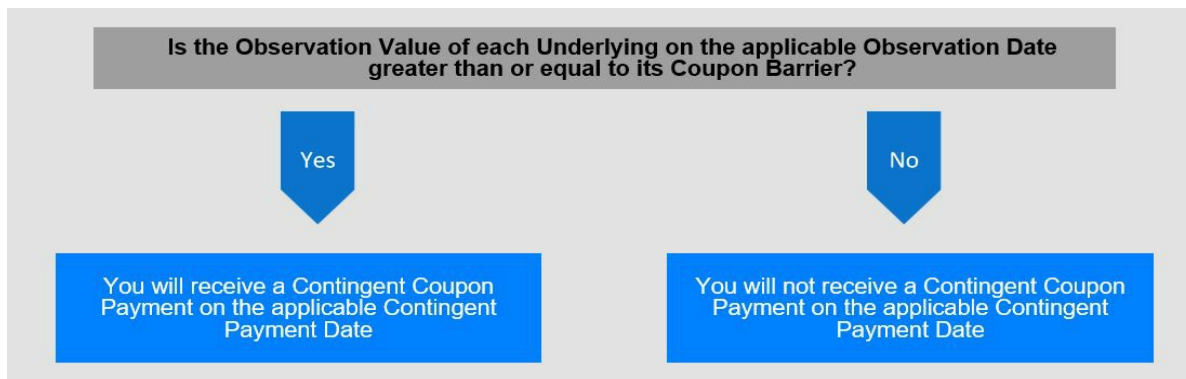 Is the Observation Value of each Underlying on the applicable Observation Date
greater than or equal to its Coupon Barrier?
Yes
No
You will receive a Contingent Coupon
Payment on the applicable Contingent
Payment Date
You will not receive a Contingent Coupon
Payment on the applicable Contingent
Payment Date